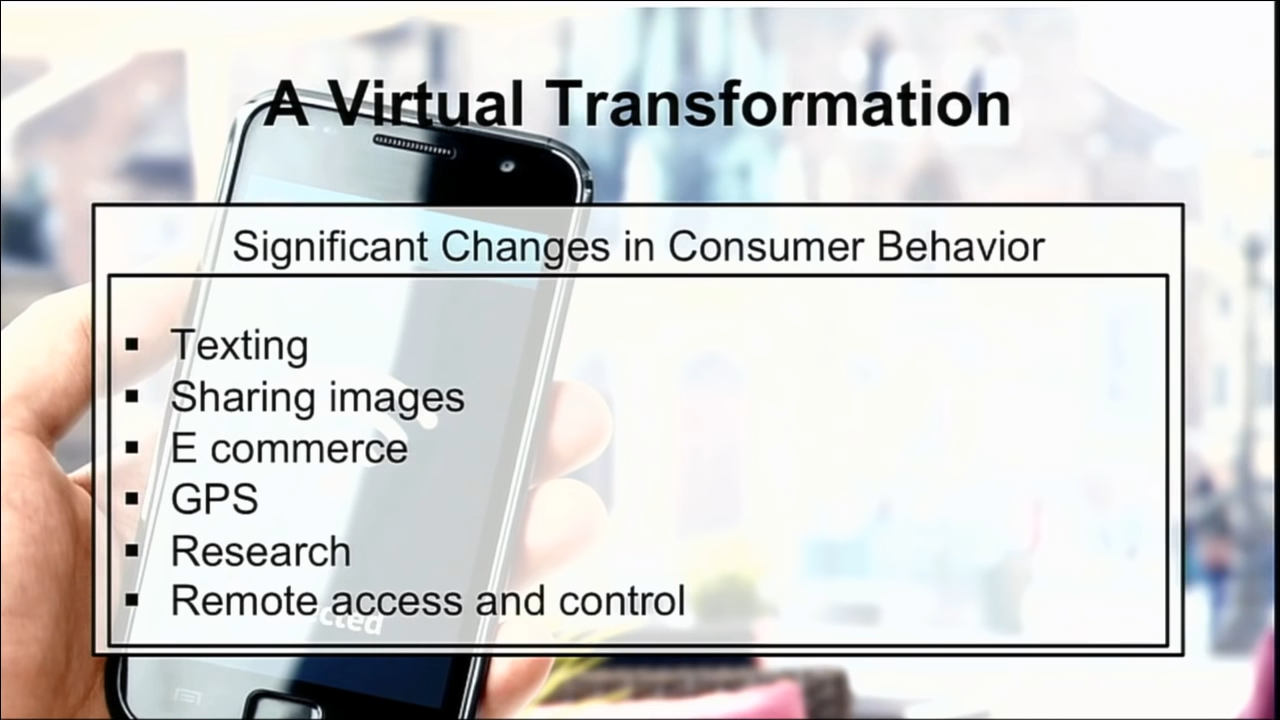 A Virtual Transformation
Significant Changes in Consumer Behavior
▪ Texting
▪ Sharing images
▪ E commerce
▪ GPS
▪ Research
▪ Remote access and control